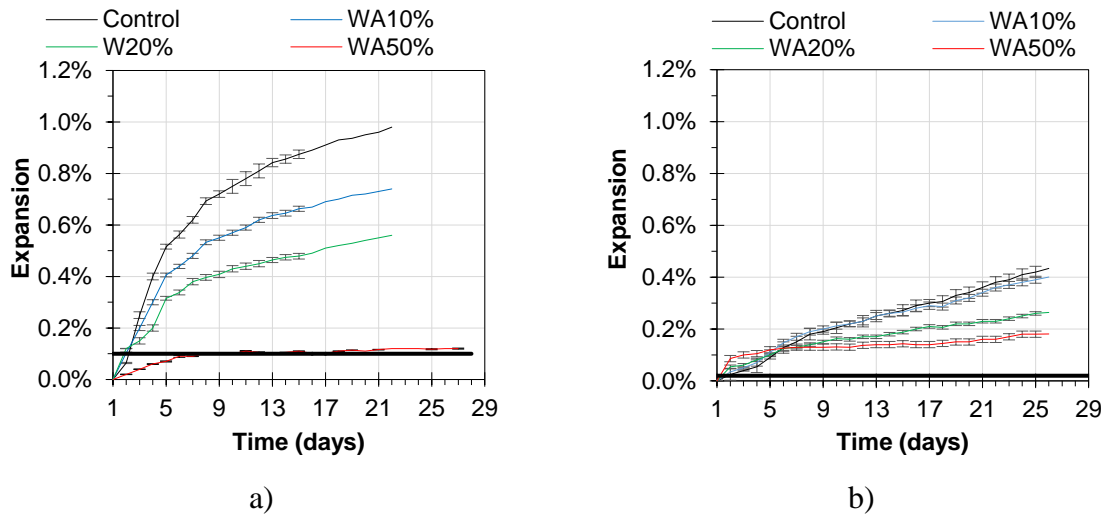 Control WA10%
W20% WA50%
1.2%
1.0%
0.8%
0.6%
0.4%
0.2%
0.0%
Expansion
1 5 9 13 17 21 25 29
Time (days)
a)
Control WA10%
WA20% WA50%
1.2%
1.0%
0.8%
0.6%
0.4%
0.2%
0.0%
Expansion
1 5 9 13 17 21 25 29
Time (days)
b)